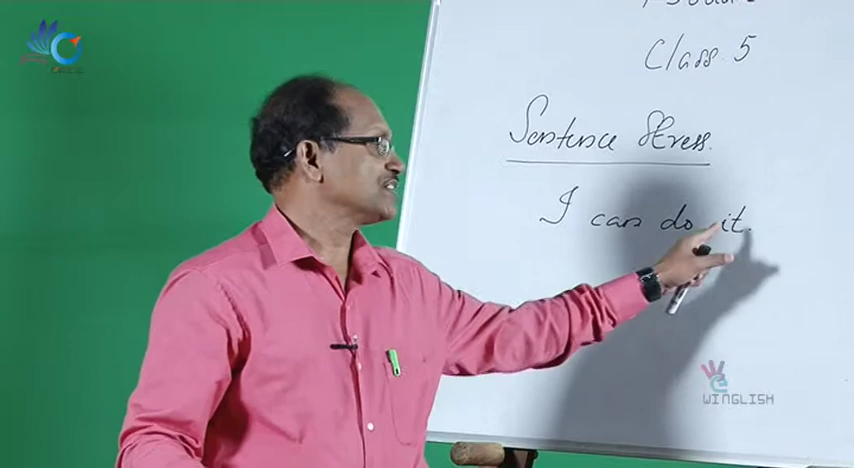 Class 5
Sentence Stress.
I can do it.
WINGLISH